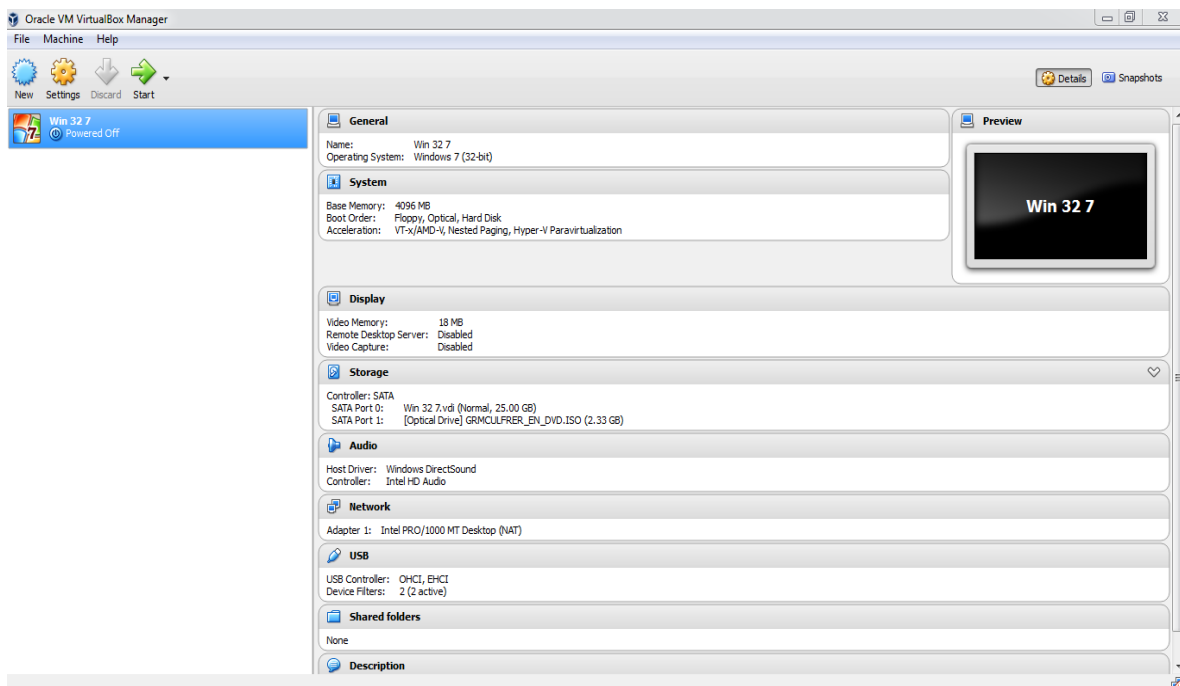 Oracle VM VirtualBox Manager
File Machine Help
New Settings Discard Start
Details Snapshots
Win 32 7
Powered Off
General
Name: Win 32 7
Operating System: Windows 7 (32-bit)
System
Base Memory: 4096 MB
Boot Order: Floppy, Optical, Hard Disk
Acceleration: VT-x/AMD-V, Nested Paging, Hyper-V Paravirtualization
Preview
Win 32 7
Display
Video Memory: 18 MB
Remote Desktop Server: Disabled
Video Capture: Disabled
Storage
Controller: SATA
SATA Port 0: Win 32 7.vdi (Normal, 25.00 GB)
SATA Port 1: [Optical Drive] GRMCULFRER_EN_DVD.ISO (2.33 GB)
Audio
Host Driver: Windows DirectSound
Controller: Intel HD Audio
Network
Adapter 1: Intel PRO/1000 MT Desktop (NAT)
USB
USB Controller: OHCI, EHCI
Device Filters: 2 (2 active)
Shared folders
None
Description